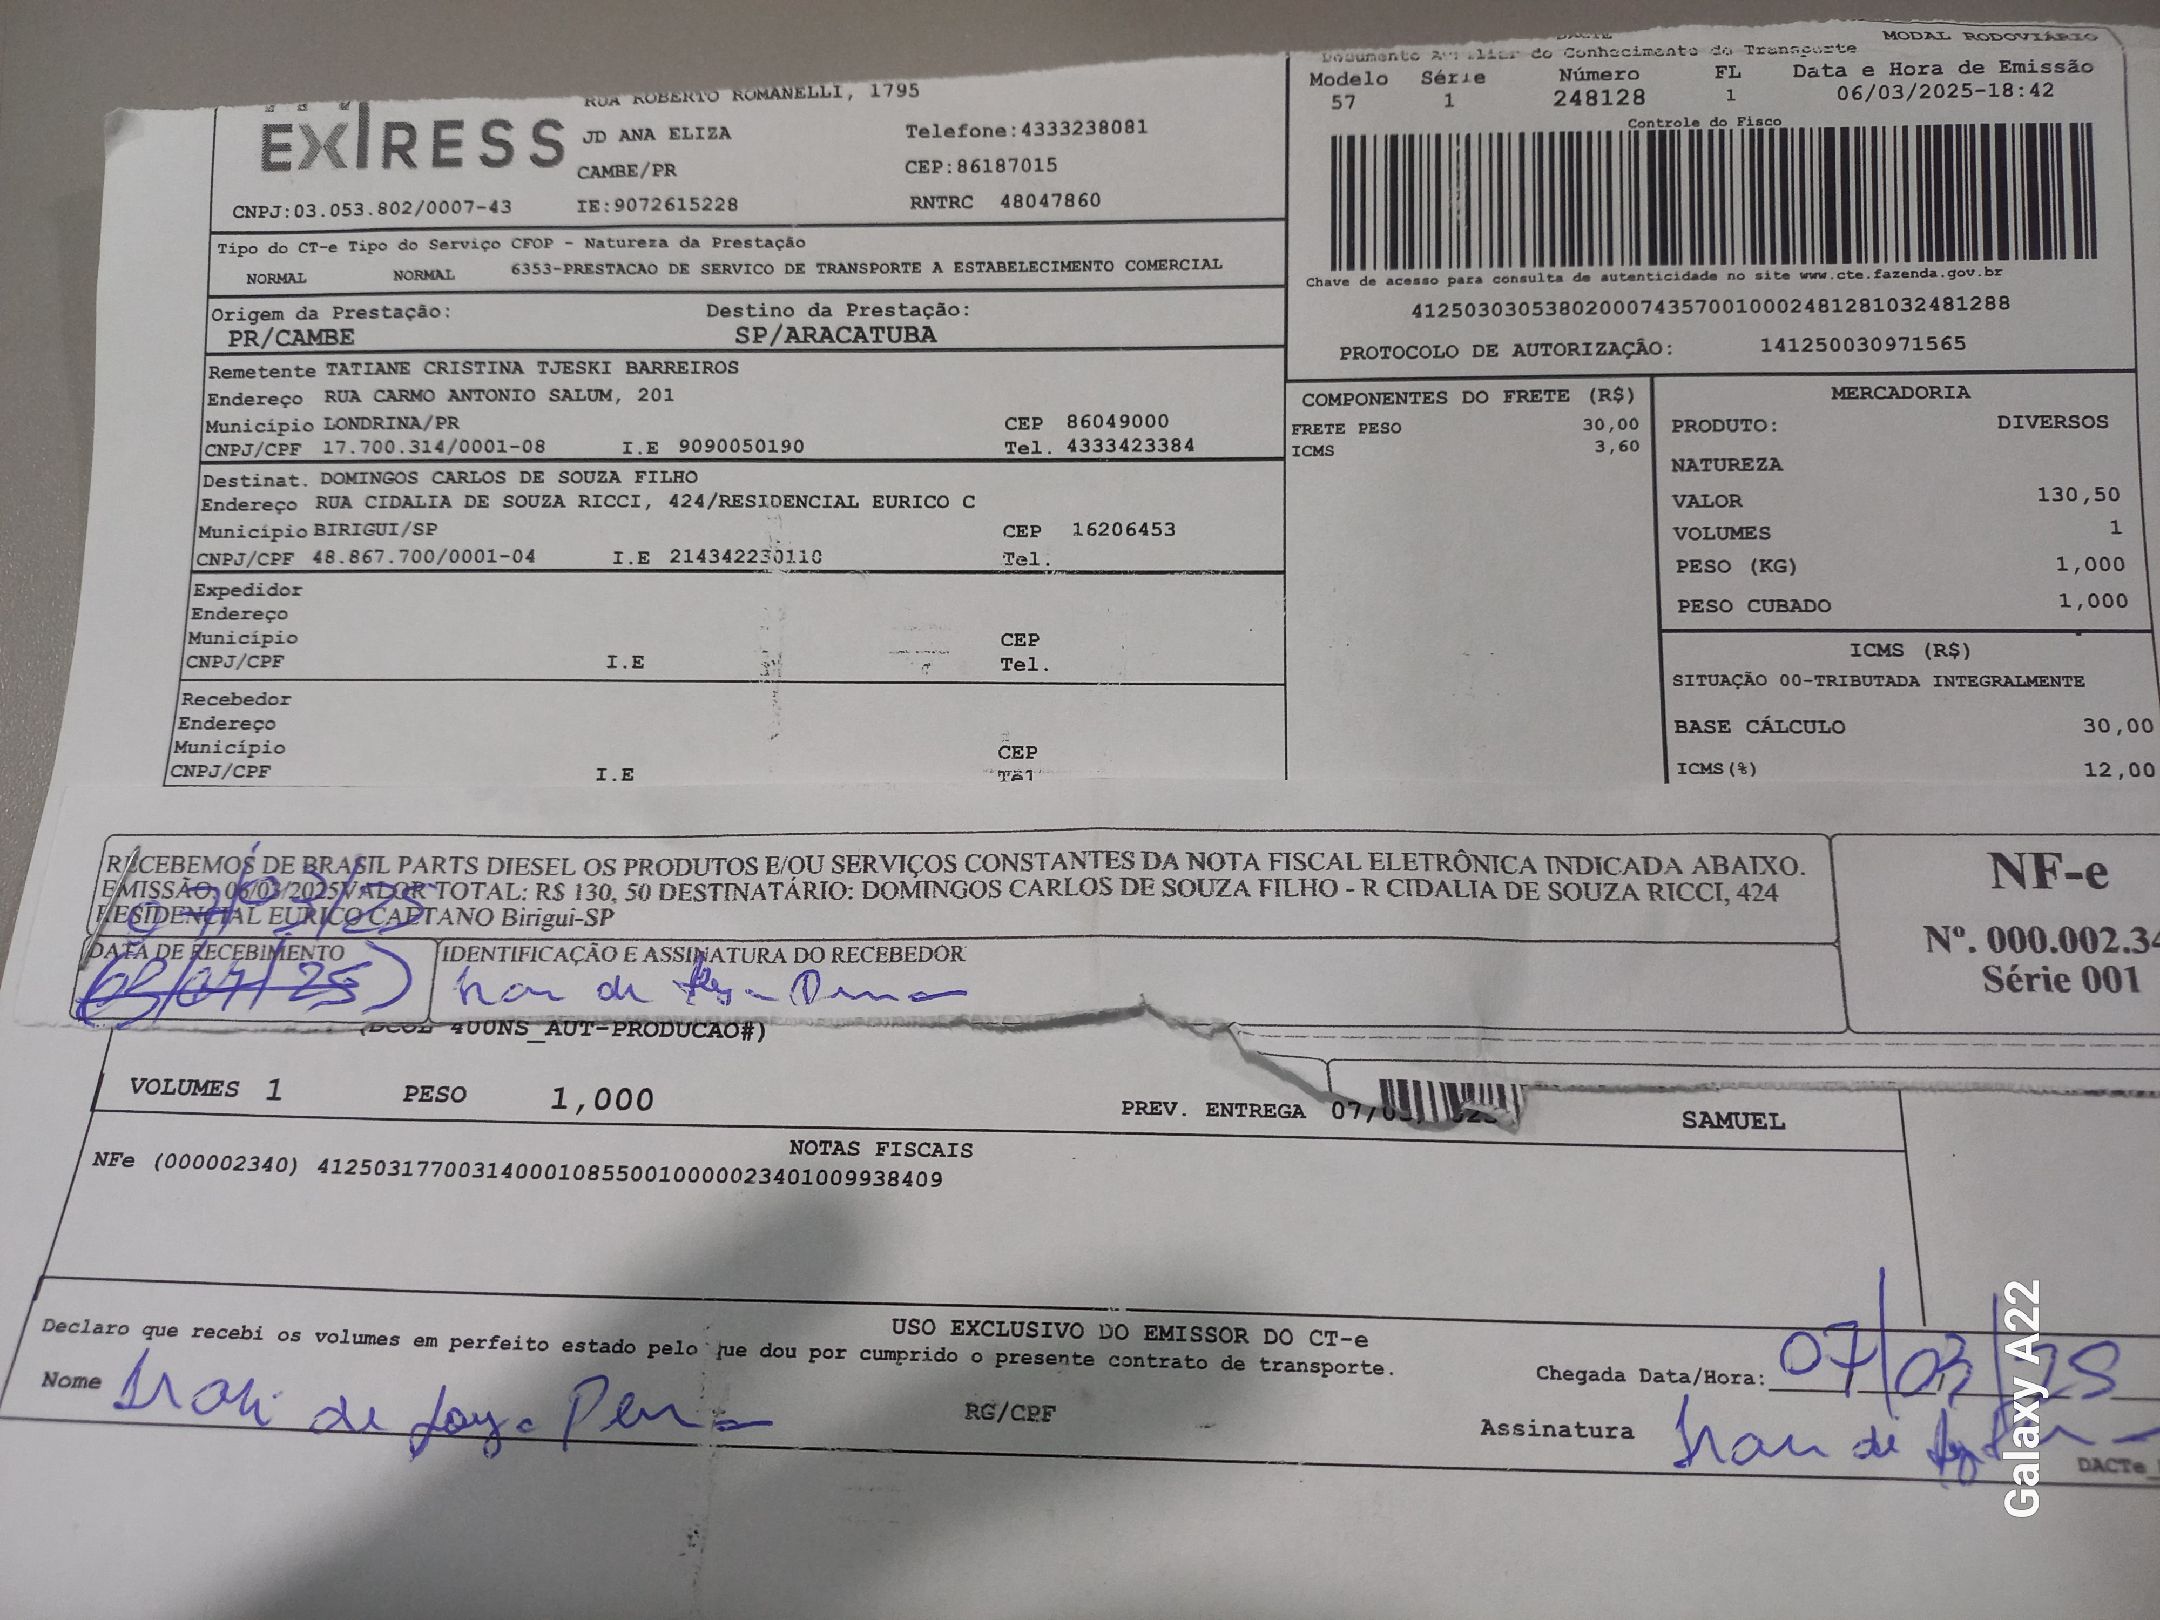 MODAL RODOVIÁRIO
Documento Auxiliar do Conhecimento de Transporte
Modelo Série Número FL Data e Hora de Emissão
57 1 248128 1 06/03/2025-18:42
Controle do Fisco
RUA ROBERTO ROMANELLI, 1795
EXPRESS JD ANA ELIZA Telefone:4333238081
CAMBE/PR CEP:86187015
CNPJ:03.053.802/0007-43 IE:9072615228 RNTRC 48047860
Tipo do CT-e Tipo do Serviço CFOP - Natureza da Prestação
NORMAL NORMAL 6353-PRESTACAO DE SERVICO DE TRANSPORTE A ESTABELECIMENTO COMERCIAL
Chave de acesso para consulta de autenticidade no site www.cte.fazenda.gov.br
41250303053802000743570010002481281032481288
PROTOCOLO DE AUTORIZAÇÃO: 141250030971565
Origem da Prestação: Destino da Prestação:
PR/CAMBE SP/ARACATUBA
Remetente TATIANE CRISTINA TJESKI BARREIROS
Endereço RUA CARMO ANTONIO SALUM, 201
Município LONDRINA/PR CEP 86049000
CNPJ/CPF 17.700.314/0001-08 I.E 9090050190 Tel. 4333423384
Destinat. DOMINGOS CARLOS DE SOUZA FILHO
Endereço RUA CIDALIA DE SOUZA RICCI, 424/RESIDENCIAL EURICO C
Município BIRIGUI/SP CEP 16206453
CNPJ/CPF 48.867.700/0001-04 I.E 214342230110 Tel.
Expedidor
Endereço
Município CEP
CNPJ/CPF I.E Tel.
Recebedor
Endereço
Município CEP
CNPJ/CPF I.E Tel
COMPONENTES DO FRETE (R$)
FRETE PESO 30,00
ICMS 3,60
MERCADORIA
PRODUTO: DIVERSOS
NATUREZA
VALOR 130,50
VOLUMES 1
PESO (KG) 1,000
PESO CUBADO 1,000
ICMS (R$)
SITUAÇÃO 00-TRIBUTADA INTEGRALMENTE
BASE CÁLCULO 30,00
ICMS(%) 12,00
RECEBEMOS DE BRASIL PARTS DIESEL OS PRODUTOS E/OU SERVIÇOS CONSTANTES DA NOTA FISCAL ELETRÔNICA INDICADA ABAIXO.
EMISSÃO: 06/03/2025 VALOR TOTAL: R$ 130, 50 DESTINATÁRIO: DOMINGOS CARLOS DE SOUZA FILHO - R CIDALIA DE SOUZA RICCI, 424
RESIDENCIAL EURICO CAETANO Birigui-SP
07/03/25
DATA DE RECEBIMENTO IDENTIFICAÇÃO E ASSINATURA DO RECEBEDOR
NF-e
Nº. 000.002.34
Série 001
400NS_AUT-PRODUCAO#)
VOLUMES 1 PESO 1,000 PREV. ENTREGA SAMUEL
NOTAS FISCAIS
NFe (000002340) 41250317700314000108550010000023401009938409
USO EXCLUSIVO DO EMISSOR DO CT-e
Declaro que recebi os volumes em perfeito estado pelo que dou por cumprido o presente contrato de transporte.
Nome RG/CPF
Chegada Data/Hora: 07/03/25
Assinatura
DACTe_
Galaxy A22